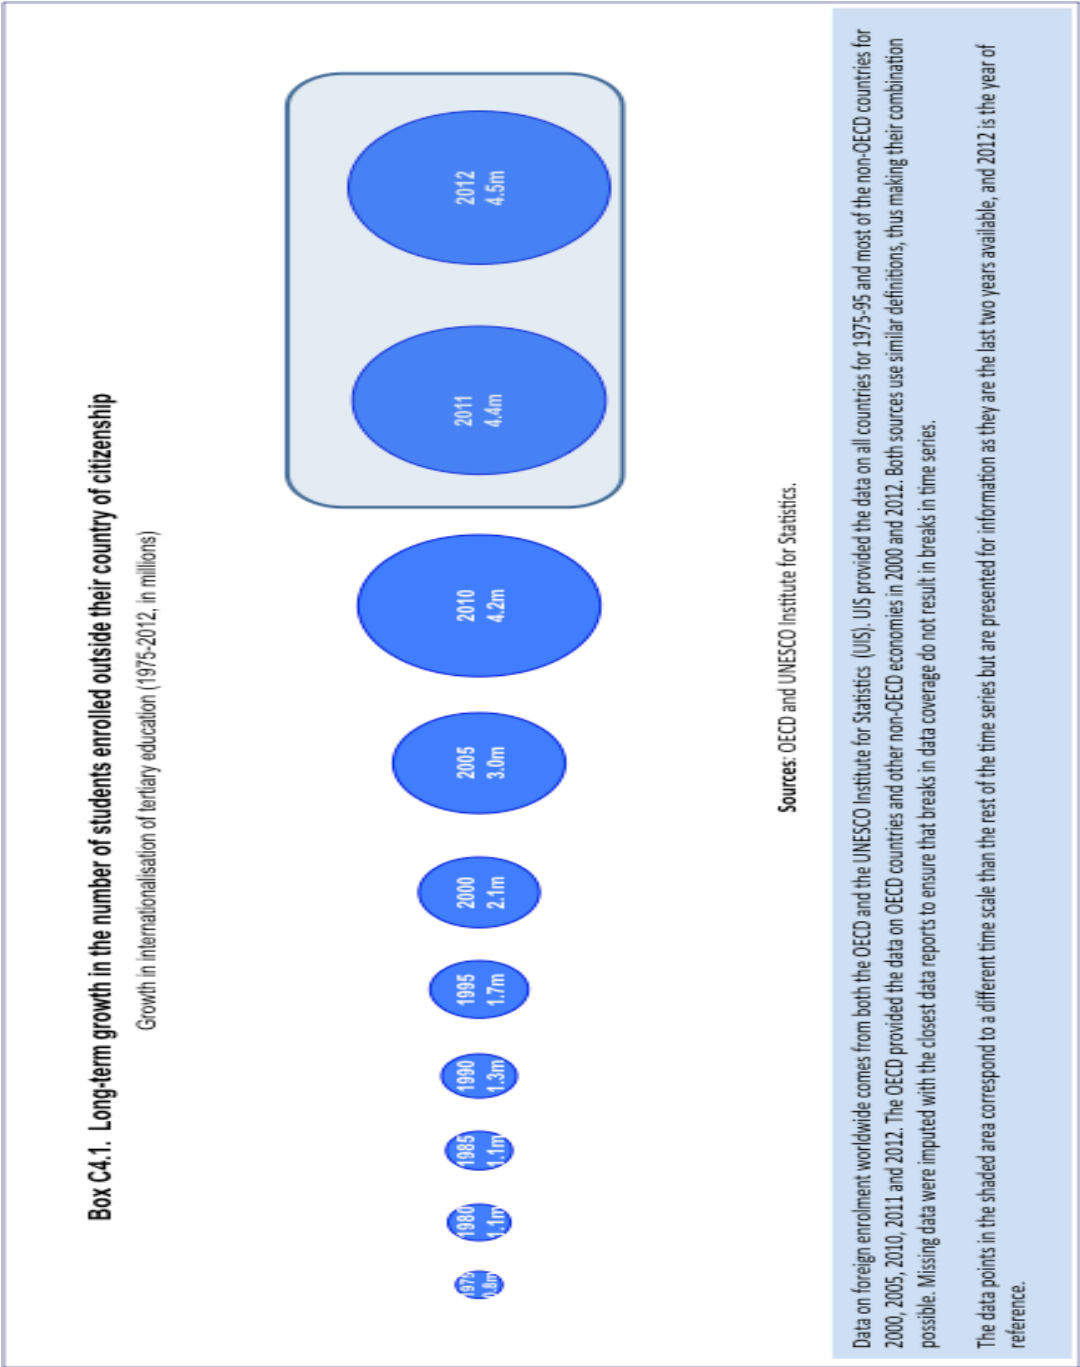 Box C4.1. Long-term growth in the number of students enrolled outside their country of citizenship
Growth in internationalisation of tertiary education (1975-2012, in millions)
1975
0.8m
1980
1.1m
1985
1.1m
1990
1.3m
1995
1.7m
2000
2.1m
2005
3.0m
2010
4.2m
2011
4.4m
2012
4.5m
Sources: OECD and UNESCO Institute for Statistics.
Data on foreign enrolment worldwide comes from both the OECD and the UNESCO Institute for Statistics (UIS). UIS provided the data on all countries for 1975-95 and most of the non-OECD countries for
2000, 2005, 2010, 2011 and 2012. The OECD provided the data on OECD countries and other non-OECD economies in 2000 and 2012. Both sources use similar definitions, thus making their combination
possible. Missing data were imputed with the closest data reports to ensure that breaks in data coverage do not result in breaks in time series.
The data points in the shaded area correspond to a different time scale than the rest of the time series but are presented for information as they are the last two years available, and 2012 is the year of
reference.